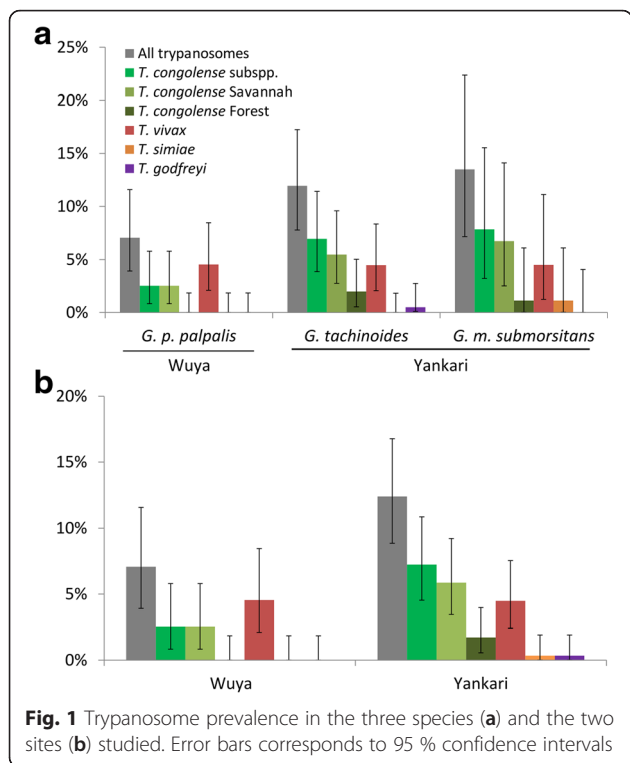 a
25%
20%
15%
10%
5%
0%
All trypanosomes
T. congolense subspp.
T. congolense Savannah
T. congolense Forest
T. vivax
T. simiae
T. godfreyi
G. p. palpalis
G. tachinoides
G. m. submorsitans
Wuya
Yankari
b
20%
15%
10%
5%
0%
Wuya
Yankari
Fig. 1 Trypanosome prevalence in the three species (a) and the two
sites (b) studied. Error bars corresponds to 95 % confidence intervals